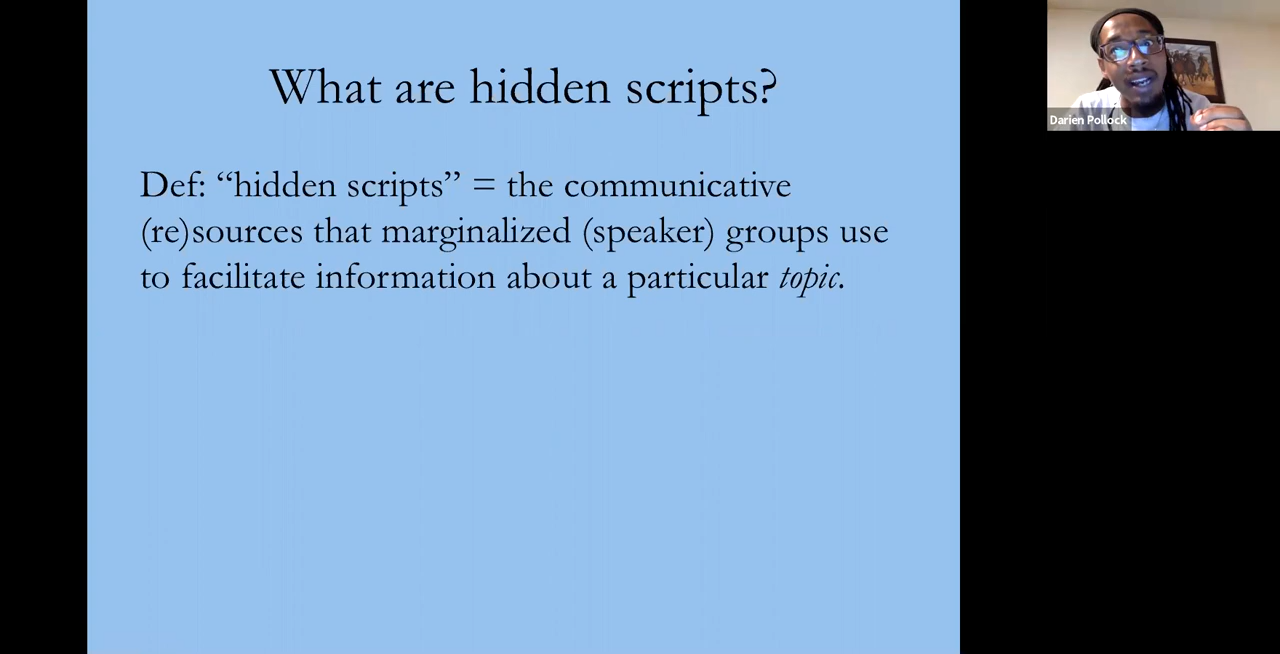 What are hidden scripts?
Def: “hidden scripts” = the communicative
(re)sources that marginalized (speaker) groups use
to facilitate information about a particular topic.
Darien Pollock